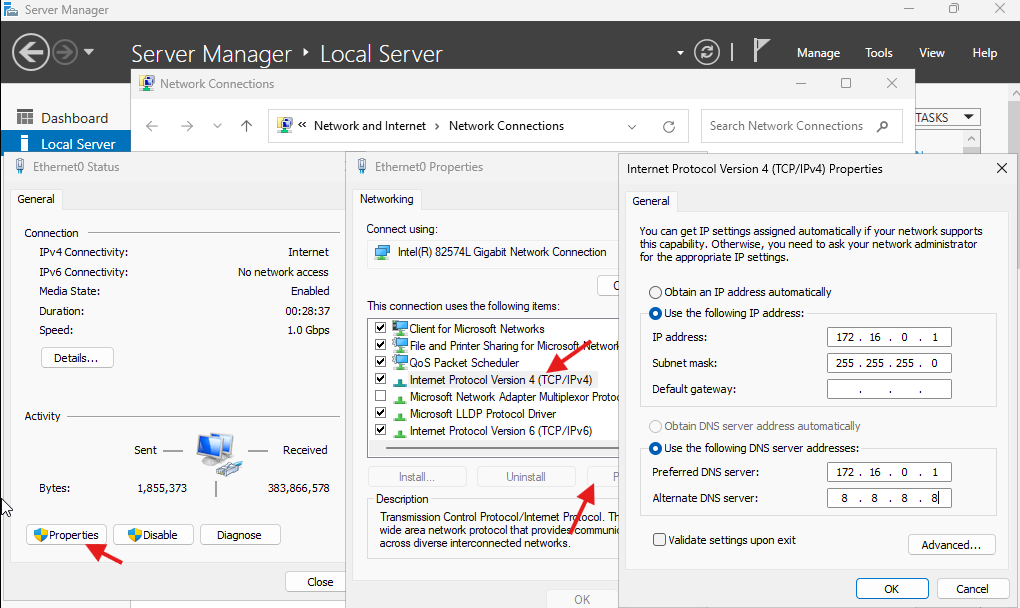 Server Manager
Server Manager ‣ Local Server
Manage Tools View Help
Network Connections
Dashboard
Local Server
« Network and Internet › Network Connections
Search Network Connections
TASKS
Ethernet0 Status
General
Connection
IPv4 Connectivity: Internet
IPv6 Connectivity: No network access
Media State: Enabled
Duration: 00:28:37
Speed: 1.0 Gbps
Details...
Activity
Sent Received
Bytes: 1,855,373 383,866,578
Properties
Disable
Diagnose
Close
Ethernet0 Properties
Networking
Connect using:
Intel(R) 82574L Gigabit Network Connection
This connection uses the following items:
Client for Microsoft Networks
File and Printer Sharing for Microsoft Networ
QoS Packet Scheduler
Internet Protocol Version 4 (TCP/IPv4)
Microsoft Network Adapter Multiplexor Proto
Microsoft LLDP Protocol Driver
Internet Protocol Version 6 (TCP/IPv6)
Install...
Uninstall
P
Description
Transmission Control Protocol/Internet Protocol. Th
wide area network protocol that provides communic
across diverse interconnected networks.
OK
Internet Protocol Version 4 (TCP/IPv4) Properties
General
You can get IP settings assigned automatically if your network supports
this capability. Otherwise, you need to ask your network administrator
for the appropriate IP settings.
Obtain an IP address automatically
Use the following IP address:
IP address: 172 . 16 . 0 . 1
Subnet mask: 255 . 255 . 255 . 0
Default gateway: . . .
Obtain DNS server address automatically
Use the following DNS server addresses:
Preferred DNS server: 172 . 16 . 0 . 1
Alternate DNS server: 8 . 8 . 8 . 8
Validate settings upon exit
Advanced...
OK
Cancel